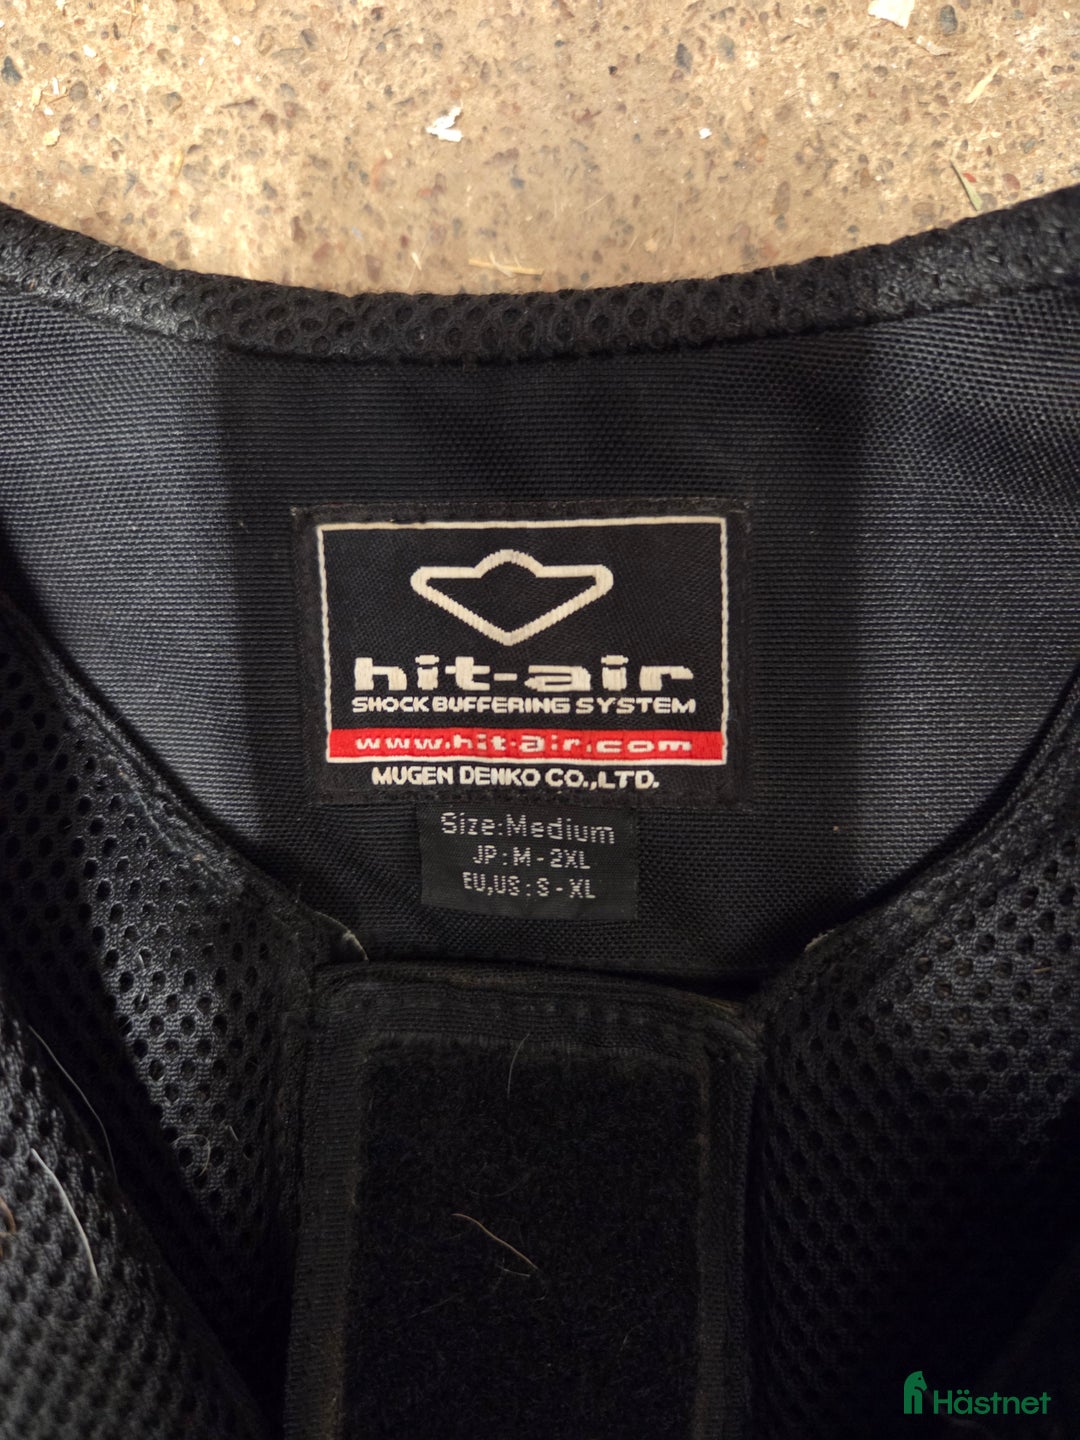 hit-air
SHOCK BUFFERING SYSTEM
www.hit-air.com
MUGEN DENKO CO.,LTD.
Size:Medium
JP : M - 2XL
EU,US : S - XL
Hästnet